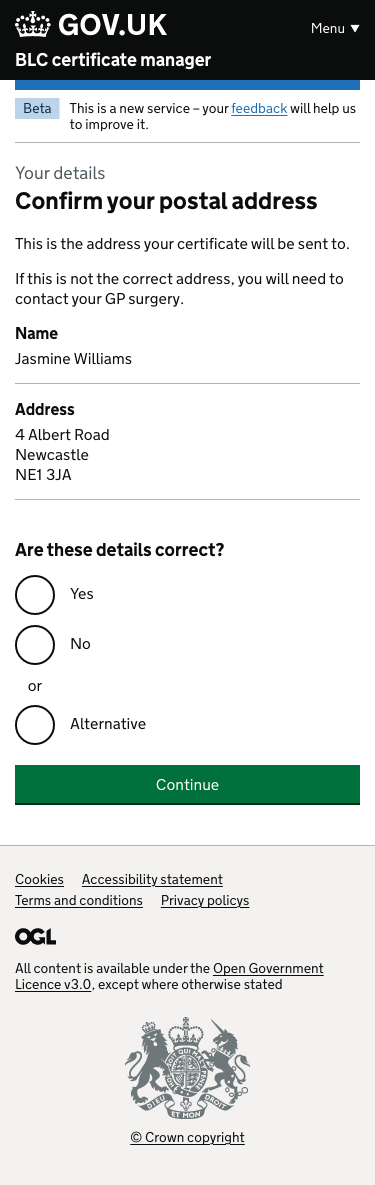 GOV.UK
Menu ▼
BLC certificate manager
Beta
This is a new service – your feedback will help us
to improve it.
Your details
Confirm your postal address
This is the address your certificate will be sent to.
If this is not the correct address, you will need to
contact your GP surgery.
Name
Jasmine Williams
Address
4 Albert Road
Newcastle
NE1 3JA
Are these details correct?
Yes
No
or
Alternative
Continue
Cookies Accessibility statement
Terms and conditions Privacy policys
OGL
All content is available under the Open Government
Licence v3.0, except where otherwise stated
DIEU ET MON
© Crown copyright